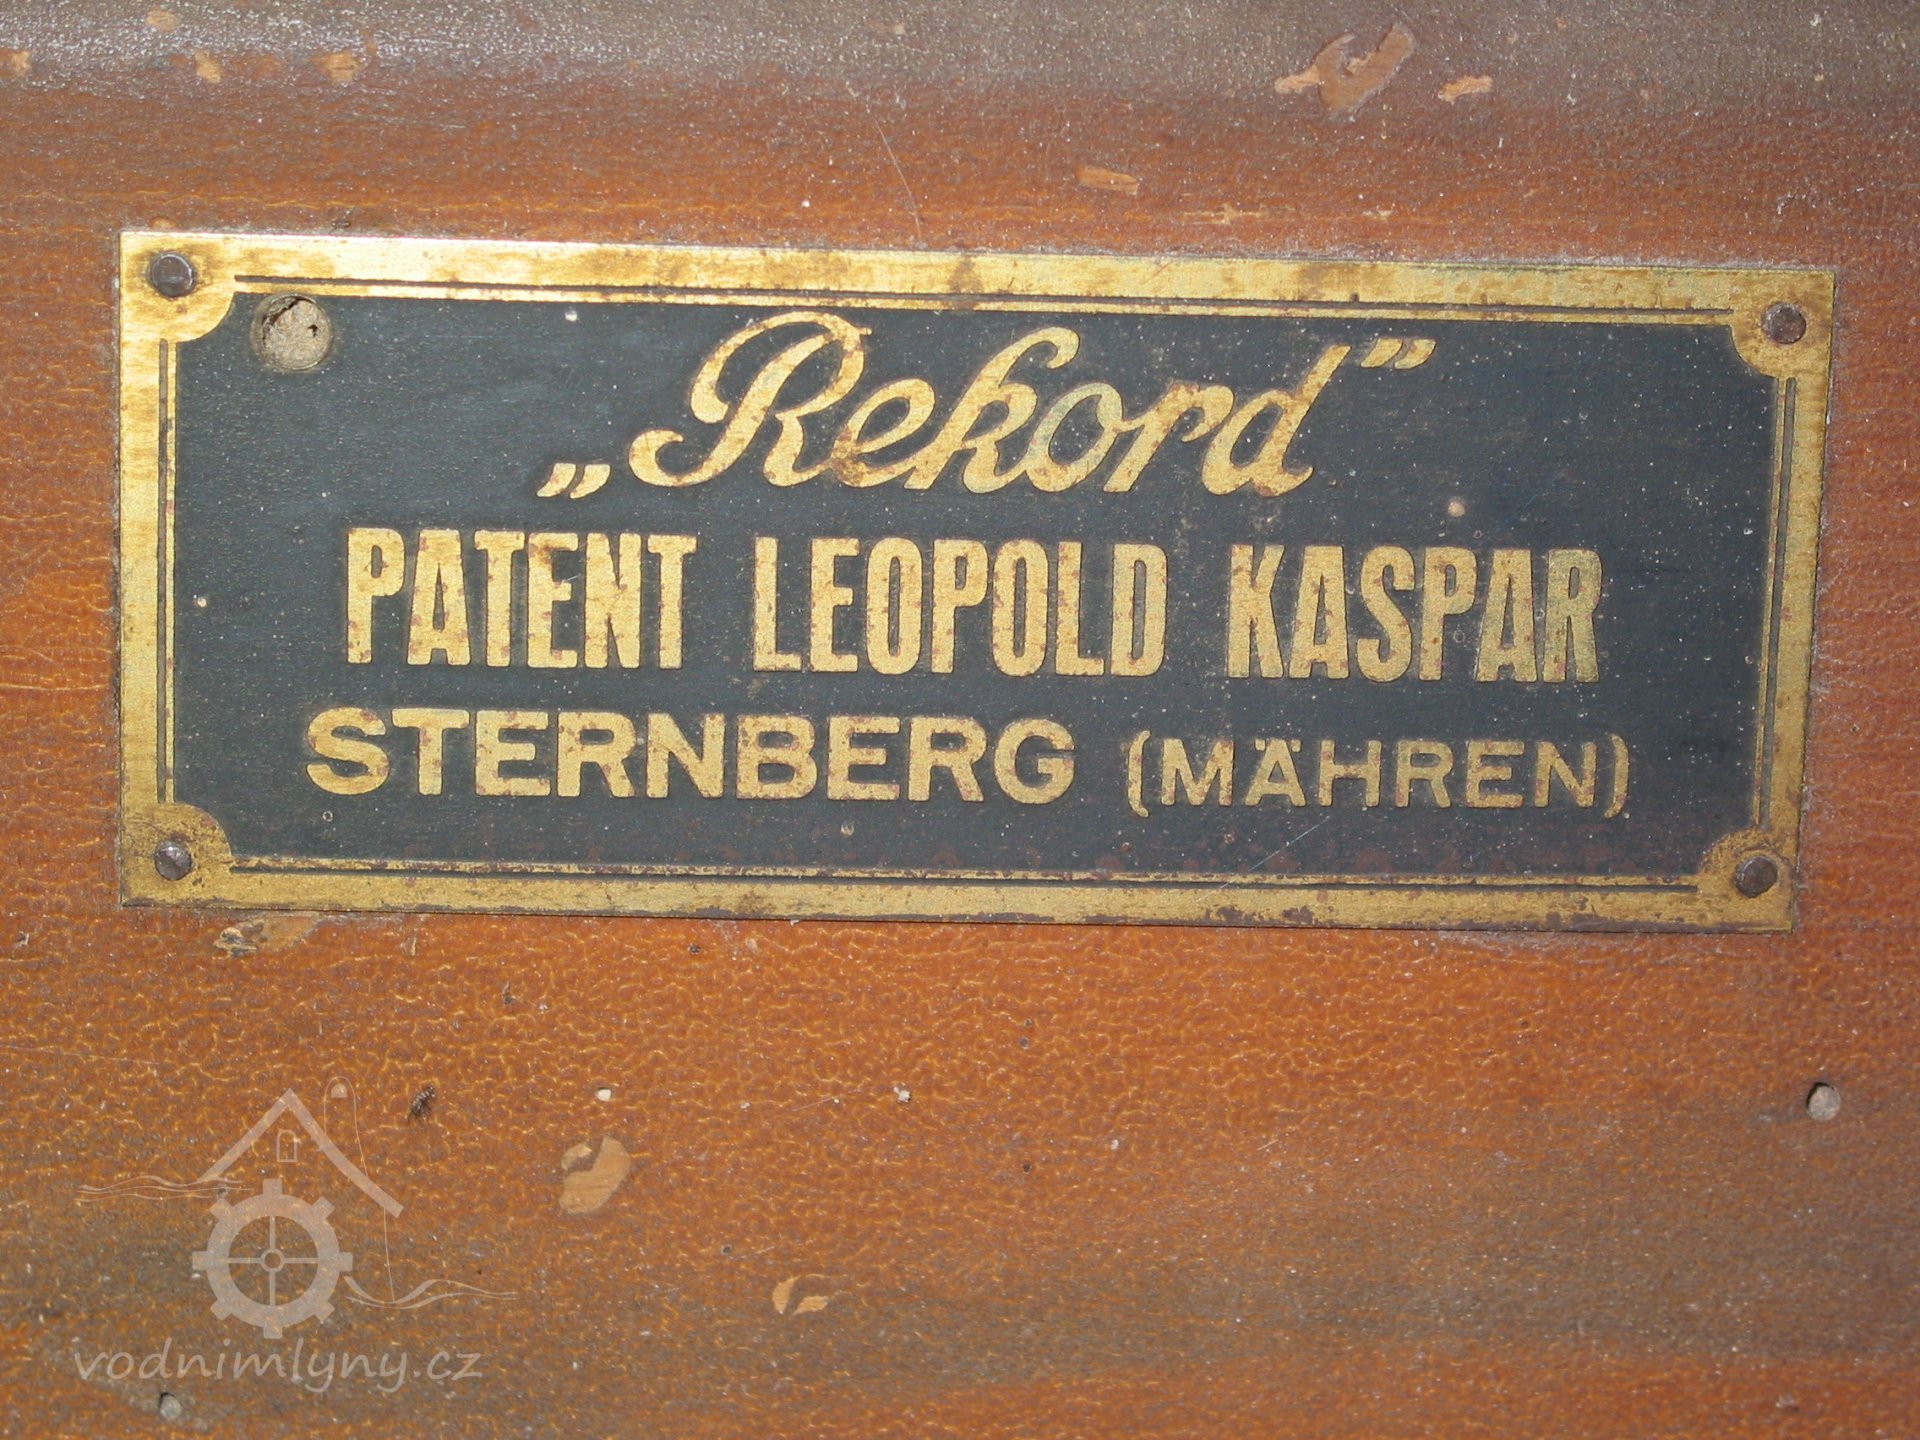 „Rekord”
PATENT LEOPOLD KASPAR
STERNBERG (MÄHREN)
vodnimlyny.cz